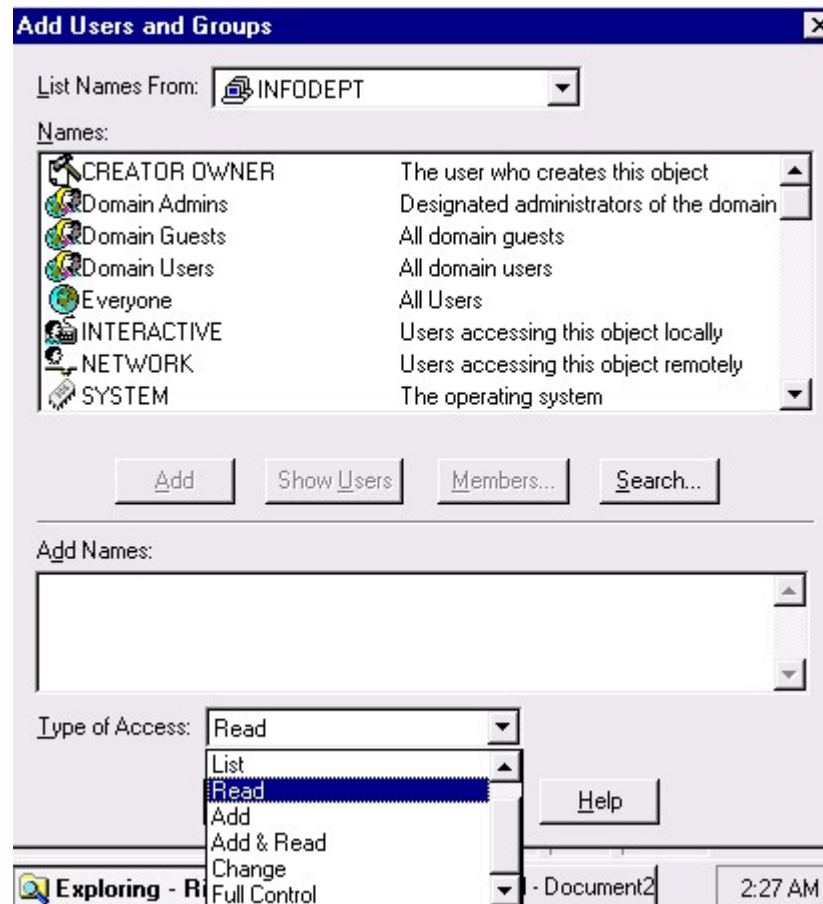 Add Users and Groups
List Names From: INFODEPT
Names:
CREATOR OWNER The user who creates this object
Domain Admins Designated administrators of the domain
Domain Guests All domain guests
Domain Users All domain users
Everyone All Users
INTERACTIVE Users accessing this object locally
NETWORK Users accessing this object remotely
SYSTEM The operating system
Add Show Users Members... Search...
Add Names:
Type of Access: Read
List
Read
Help
Add
Add & Read
Change
Full Control
Exploring - Ri - Document2 2:27 AM